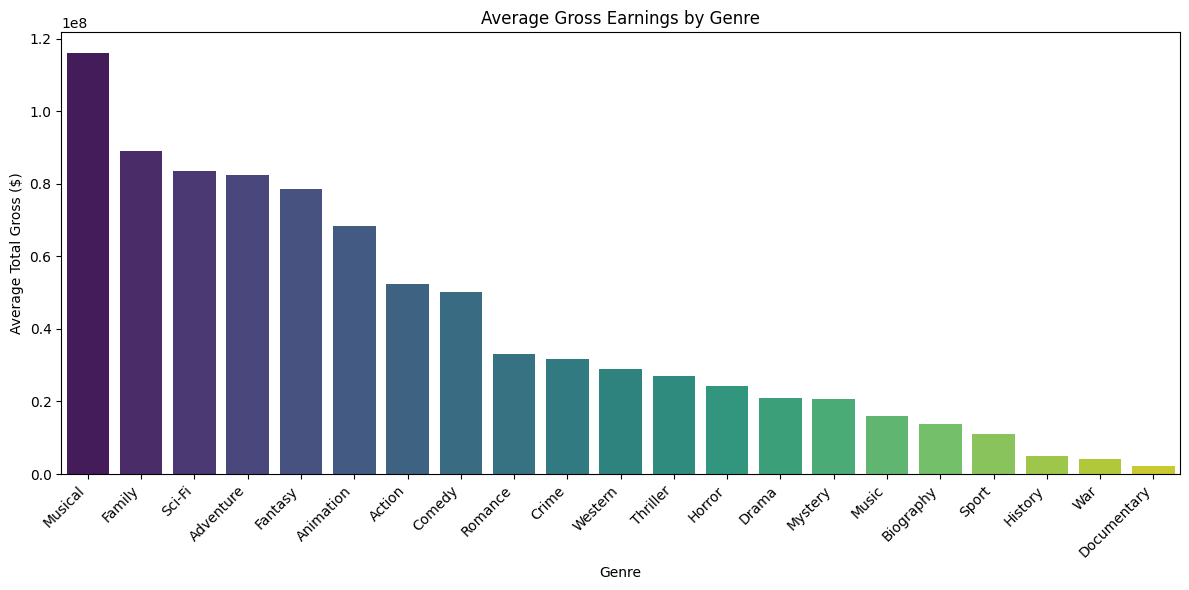 Average Gross Earnings by Genre
1e8
1.2
1.0
0.8
0.6
0.4
0.2
0.0
Average Total Gross ($)
Musical
Family
Sci-Fi
Adventure
Fantasy
Animation
Action
Comedy
Romance
Crime
Western
Thriller
Horror
Drama
Mystery
Music
Biography
Sport
History
War
Documentary
Genre